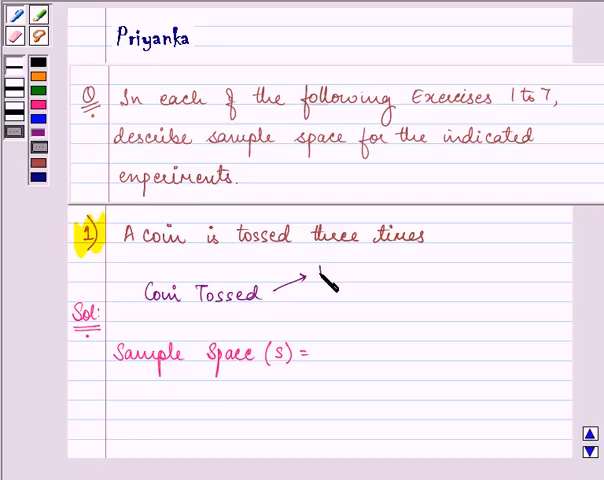 Priyanka
Q In each of the following Exercises 1 to 7,
describe sample space for the indicated
experiments.
1) A coin is tossed three times
Coin Tossed
Sol:
Sample Space (S) =